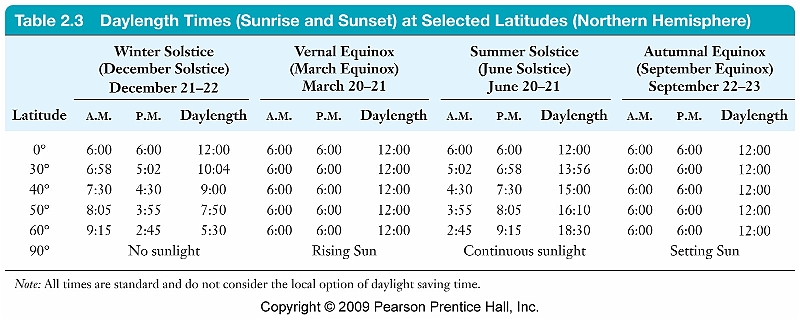 Table 2.3 Daylength Times (Sunrise and Sunset) at Selected Latitudes (Northern Hemisphere)
Winter Solstice Vernal Equinox Summer Solstice Autumnal Equinox
(December Solstice) (March Equinox) (June Solstice) (September Equinox)
December 21–22 March 20–21 June 20–21 September 22–23
Latitude A.M. P.M. Daylength A.M. P.M. Daylength A.M. P.M. Daylength A.M. P.M. Daylength
0° 6:00 6:00 12:00 6:00 6:00 12:00 6:00 6:00 12:00 6:00 6:00 12:00
30° 6:58 5:02 10:04 6:00 6:00 12:00 5:02 6:58 13:56 6:00 6:00 12:00
40° 7:30 4:30 9:00 6:00 6:00 12:00 4:30 7:30 15:00 6:00 6:00 12:00
50° 8:05 3:55 7:50 6:00 6:00 12:00 3:55 8:05 16:10 6:00 6:00 12:00
60° 9:15 2:45 5:30 6:00 6:00 12:00 2:45 9:15 18:30 6:00 6:00 12:00
90° No sunlight Rising Sun Continuous sunlight Setting Sun
Note: All times are standard and do not consider the local option of daylight saving time.
Copyright © 2009 Pearson Prentice Hall, Inc.